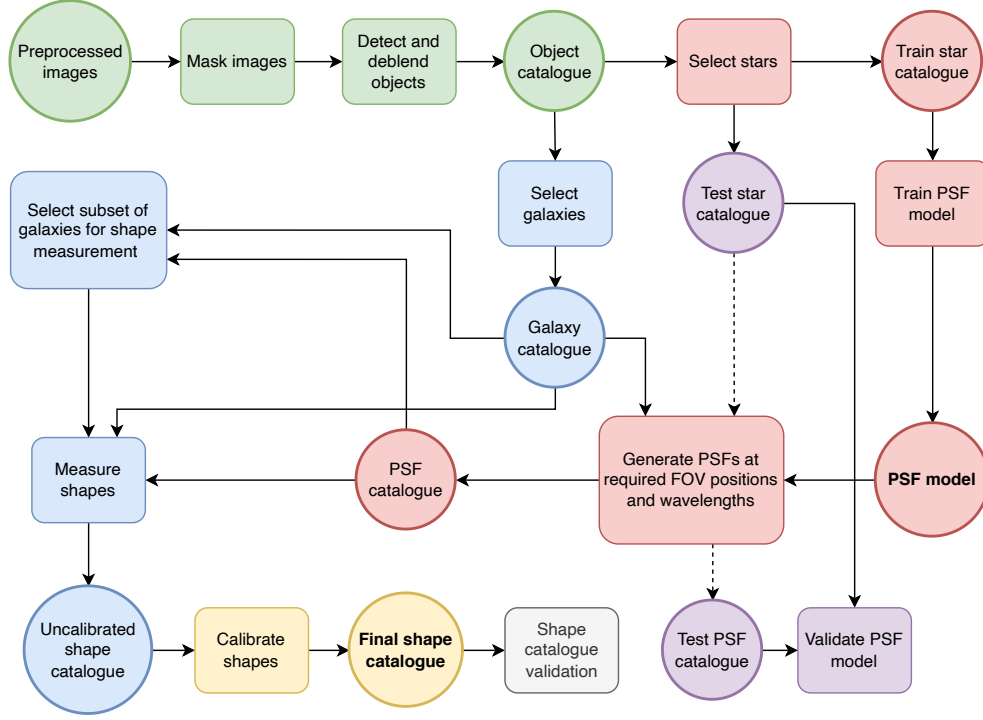 Preprocessed
images
Mask images
Detect and
deblend
objects
Object
catalogue
Select stars
Train star
catalogue
Select subset of
galaxies for shape
measurement
Select
galaxies
Test star
catalogue
Train PSF
model
Galaxy
catalogue
Measure
shapes
PSF
catalogue
Generate PSFs at
required FOV positions
and wavelengths
PSF model
Uncalibrated
shape
catalogue
Calibrate
shapes
Final shape
catalogue
Shape
catalogue
validation
Test PSF
catalogue
Validate PSF
model